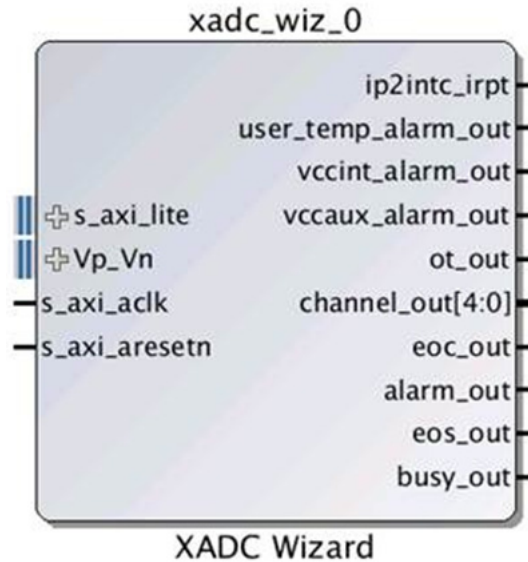 xadc_wiz_0
ip2intc_irpt
user_temp_alarm_out
vccint_alarm_out
s_axi_lite vccaux_alarm_out
Vp_Vn ot_out
s_axi_aclk channel_out[4:0]
s_axi_aresetn eoc_out
alarm_out
eos_out
busy_out
XADC Wizard